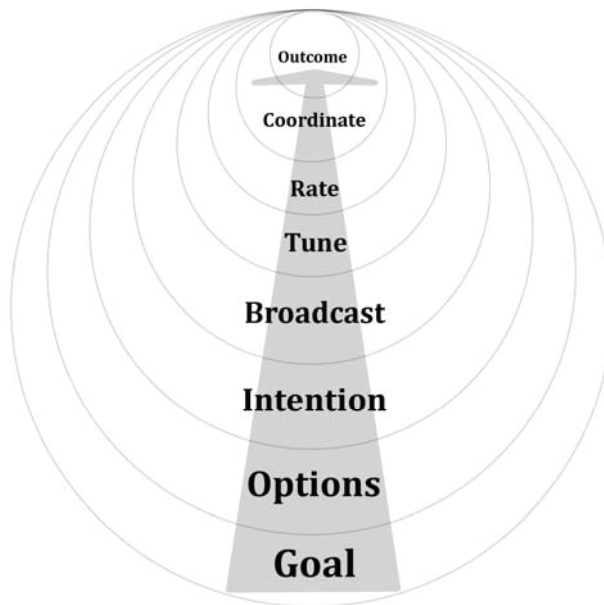 Outcome
Coordinate
Rate
Tune
Broadcast
Intention
Options
Goal